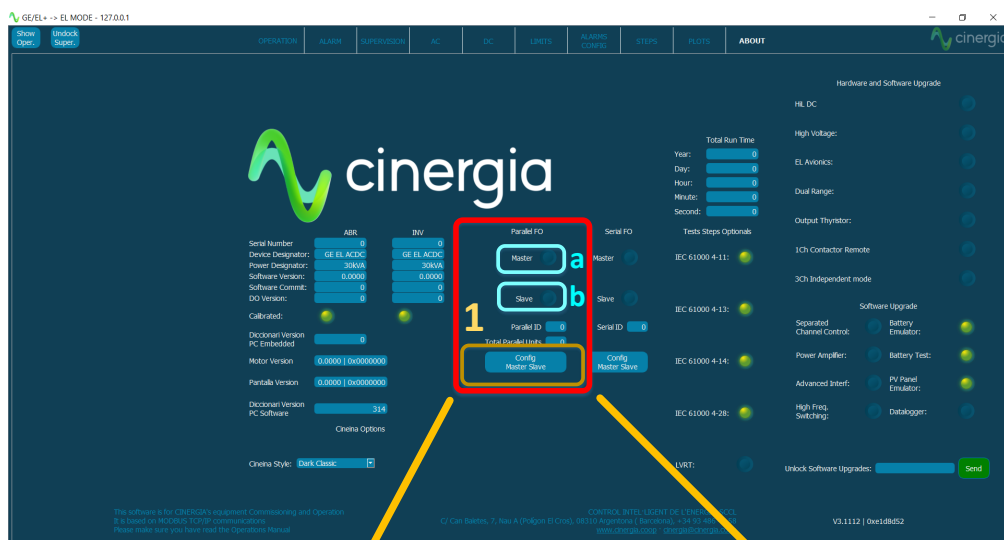 GE/EL+ -> EL MODE - 127.0.0.1
Show Oper.
Undock Super.
OPERATION
ALARM
SUPERVISION
AC
DC
LIMITS
ALARMS CONFIG
STEPS
PLOTS
ABOUT
cinergia
cinergia
Hardware and Software Upgrade
HiL DC
High Voltage:
EL Avionics:
Dual Range:
Output Thyristor:
1Ch Contactor Remote
3Ch Independent mode
Total Run Time
Year: 0
Day: 0
Hour: 0
Minute: 0
Second: 0
ABR INV
Serial Number 0 0
Device Designator: GE EL ACDC GE EL ACDC
Power Designator: 30kVA 30kVA
Software Version: 0.0000 0.0000
Software Commit: 0 0
DO Version: 0 0
Calibrated:
Diccionari Version PC Embedded 0
Motor Version 0.0000 | 0x0000000
Pantalla Version 0.0000 | 0x0000000
Diccionari Version PC Software 314
Cineina Options
Cineina Style: Dark Classic
Parallel FO
Master a
Slave b
1
Parallel ID 0
Total Parallel Units 0
Config
Master Slave
Serial FO
Master
Slave
Serial ID 0
Config
Master Slave
Tests Steps Optionals
IEC 61000 4-11:
IEC 61000 4-13:
IEC 61000 4-14:
IEC 61000 4-28:
LVRT:
Software Upgrade
Separated Channel Control:
Battery Emulator:
Power Amplifier:
Battery Test:
Advanced Interf:
PV Panel Emulator:
High Freq. Switching:
Datalogger:
Unlock Software Upgrades:
Send
This software is for CINERGIA's equipment Commissioning and Operation
It is based on MODBUS TCP/IP communications
Please make sure you have read the Operations Manual
CONTROL INTEL·LIGENT DE L'ENERGIA SCCL
C/ Can Baletes, 7, Nau A (Polígon El Cros), 08310 Argentona ( Barcelona), +34 93 486
www.cinergia.coop - cinergia@cinergia.coop
V3.1112 | 0xe1d8d52